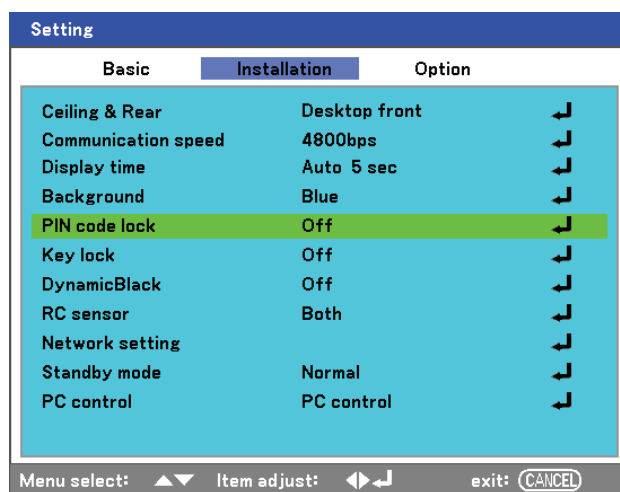 Setting
Basic Installation Option
Ceiling & Rear Desktop front
Communication speed 4800bps
Display time Auto 5 sec
Background Blue
PIN code lock Off
Key lock Off
DynamicBlack Off
RC sensor Both
Network setting
Standby mode Normal
PC control PC control
Menu select: ▲▼ Item adjust: ◀▶↵ exit: CANCEL